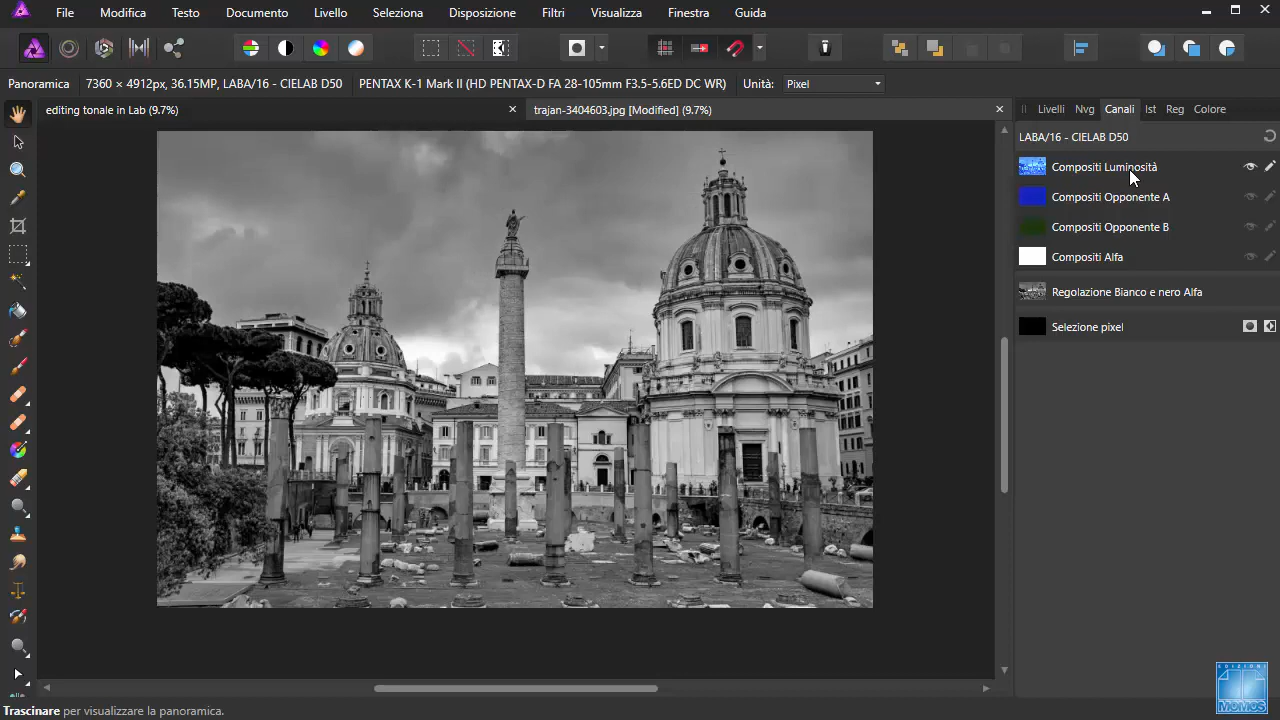 File Modifica Testo Documento Livello Seleziona Disposizione Filtri Visualizza Finestra Guida
Panoramica 7360 × 4912px, 36.15MP, LABA/16 - CIELAB D50 PENTAX K-1 Mark II (HD PENTAX-D FA 28-105mm F3.5-5.6ED DC WR) Unità: Pixel
editing tonale in Lab (9.7%) trajan-3404603.jpg [Modified] (9.7%)
Livelli Nvg Canali Ist Reg Colore
LABA/16 - CIELAB D50
Compositi Luminosità
Compositi Opponente A
Compositi Opponente B
Compositi Alfa
Regolazione Bianco e nero Alfa
Selezione pixel
EDIZIONI
MOMOS
Trascinare per visualizzare la panoramica.